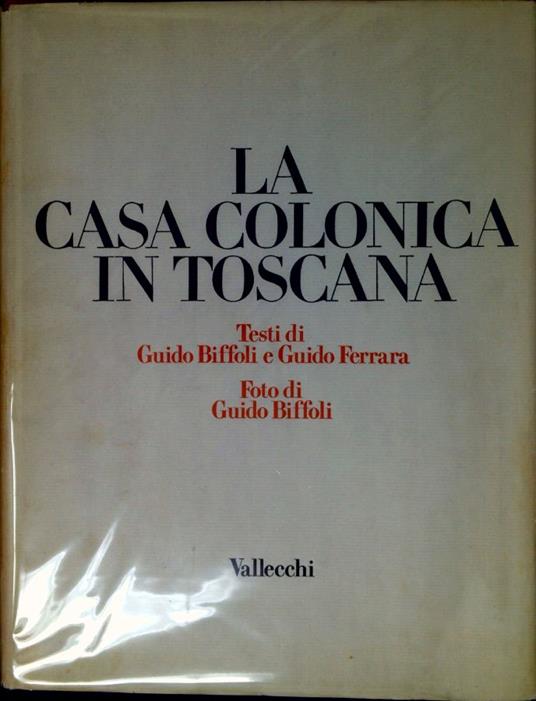 LA
CASA COLONICA
IN TOSCANA
Testi di
Guido Biffoli e Guido Ferrara
Foto di
Guido Biffoli
Vallecchi